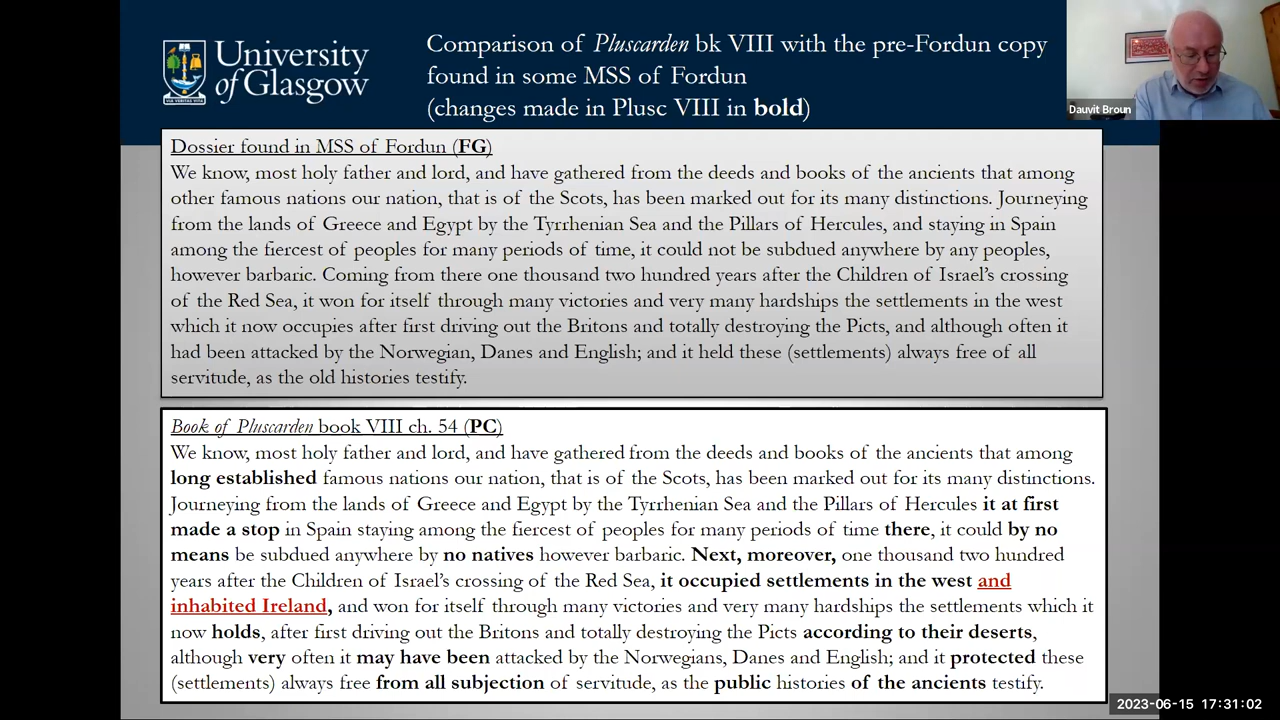 University
of Glasgow
VIA VERITAS VITA
Comparison of Pluscarden bk VIII with the pre-Fordun copy
found in some MSS of Fordun
(changes made in Plusc VIII in bold)
Dauvit Broun
Dossier found in MSS of Fordun (FG)
We know, most holy father and lord, and have gathered from the deeds and books of the ancients that among
other famous nations our nation, that is of the Scots, has been marked out for its many distinctions. Journeying
from the lands of Greece and Egypt by the Tyrrhenian Sea and the Pillars of Hercules, and staying in Spain
among the fiercest of peoples for many periods of time, it could not be subdued anywhere by any peoples,
however barbaric. Coming from there one thousand two hundred years after the Children of Israel's crossing
of the Red Sea, it won for itself through many victories and very many hardships the settlements in the west
which it now occupies after first driving out the Britons and totally destroying the Picts, and although often it
had been attacked by the Norwegian, Danes and English; and it held these (settlements) always free of all
servitude, as the old histories testify.
Book of Pluscarden book VIII ch. 54 (PC)
We know, most holy father and lord, and have gathered from the deeds and books of the ancients that among
long established famous nations our nation, that is of the Scots, has been marked out for its many distinctions.
Journeying from the lands of Greece and Egypt by the Tyrrhenian Sea and the Pillars of Hercules it at first
made a stop in Spain staying among the fiercest of peoples for many periods of time there, it could by no
means be subdued anywhere by no natives however barbaric. Next, moreover, one thousand two hundred
years after the Children of Israel's crossing of the Red Sea, it occupied settlements in the west and
inhabited Ireland, and won for itself through many victories and very many hardships the settlements which it
now holds, after first driving out the Britons and totally destroying the Picts according to their deserts,
although very often it may have been attacked by the Norwegians, Danes and English; and it protected these
(settlements) always free from all subjection of servitude, as the public histories of the ancients testify.
2023-06-15 17:31:02